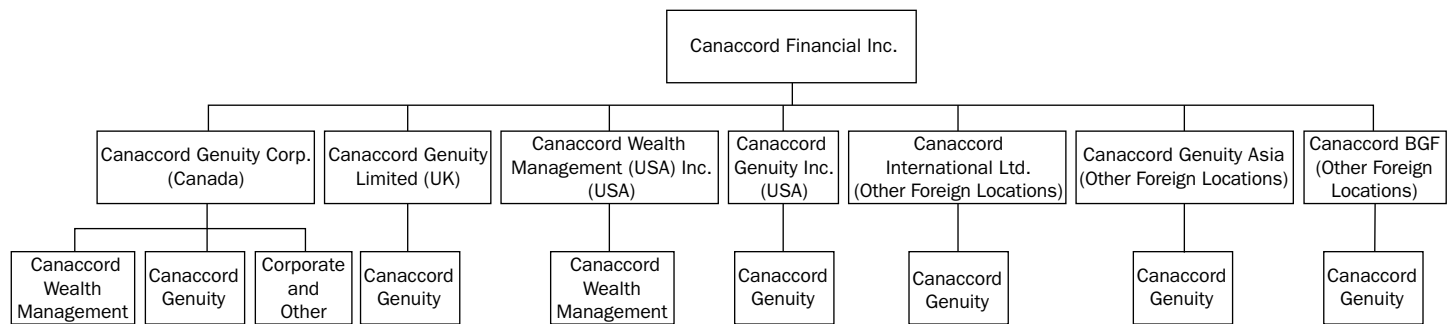 Canaccord Financial Inc.
Canaccord Genuity Corp.
(Canada)
Canaccord Genuity
Limited (UK)
Canaccord Wealth
Management (USA) Inc.
(USA)
Canaccord
Genuity Inc.
(USA)
Canaccord
International Ltd.
(Other Foreign Locations)
Canaccord Genuity Asia
(Other Foreign Locations)
Canaccord BGF
(Other Foreign
Locations)
Canaccord
Wealth
Management
Canaccord
Genuity
Corporate
and
Other
Canaccord
Genuity
Canaccord
Wealth
Management
Canaccord
Genuity
Canaccord
Genuity
Canaccord
Genuity
Canaccord
Genuity